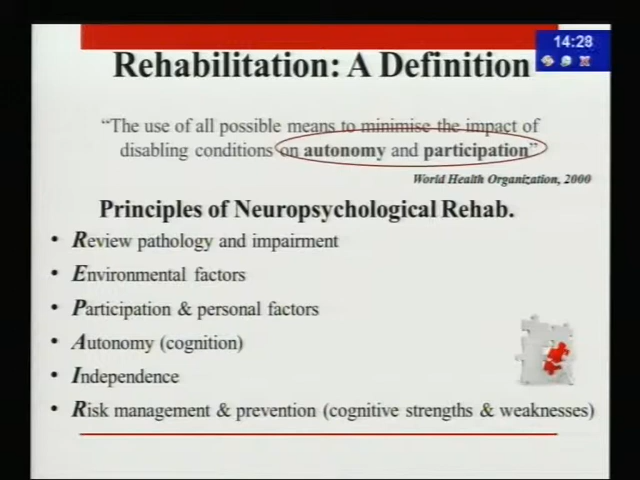 14:28
Rehabilitation: A Definition
“The use of all possible means to minimise the impact of
disabling conditions on autonomy and participation”
World Health Organization, 2000
Principles of Neuropsychological Rehab.
• Review pathology and impairment
• Environmental factors
• Participation & personal factors
• Autonomy (cognition)
• Independence
• Risk management & prevention (cognitive strengths & weaknesses)